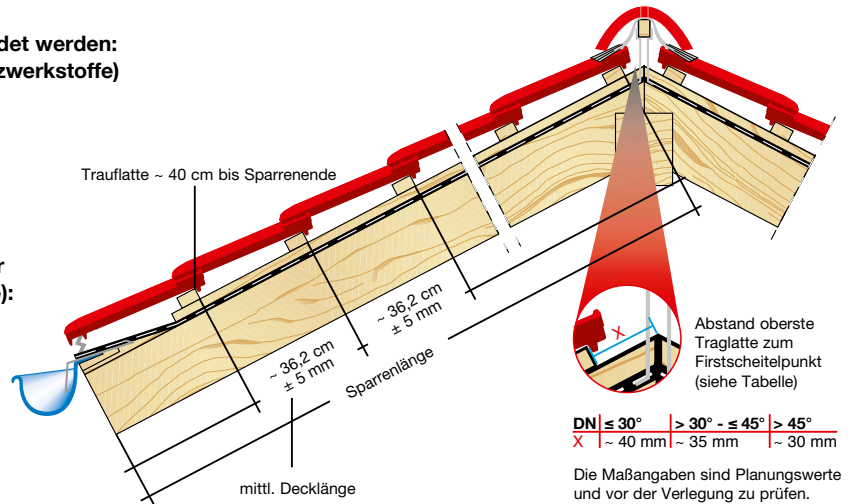 det werden:
zwerkstoffe)
Trauflatte ~ 40 cm bis Sparrenende
r
):
~ 36,2 cm
± 5 mm
~ 36,2 cm
± 5 mm
Sparrenlänge
mittl. Decklänge
X
Abstand oberste
Traglatte zum
Firstscheitelpunkt
(siehe Tabelle)
DN ≤ 30° > 30° - ≤ 45° > 45°
X ~ 40 mm ~ 35 mm ~ 30 mm
Die Maßangaben sind Planungswerte
und vor der Verlegung zu prüfen.